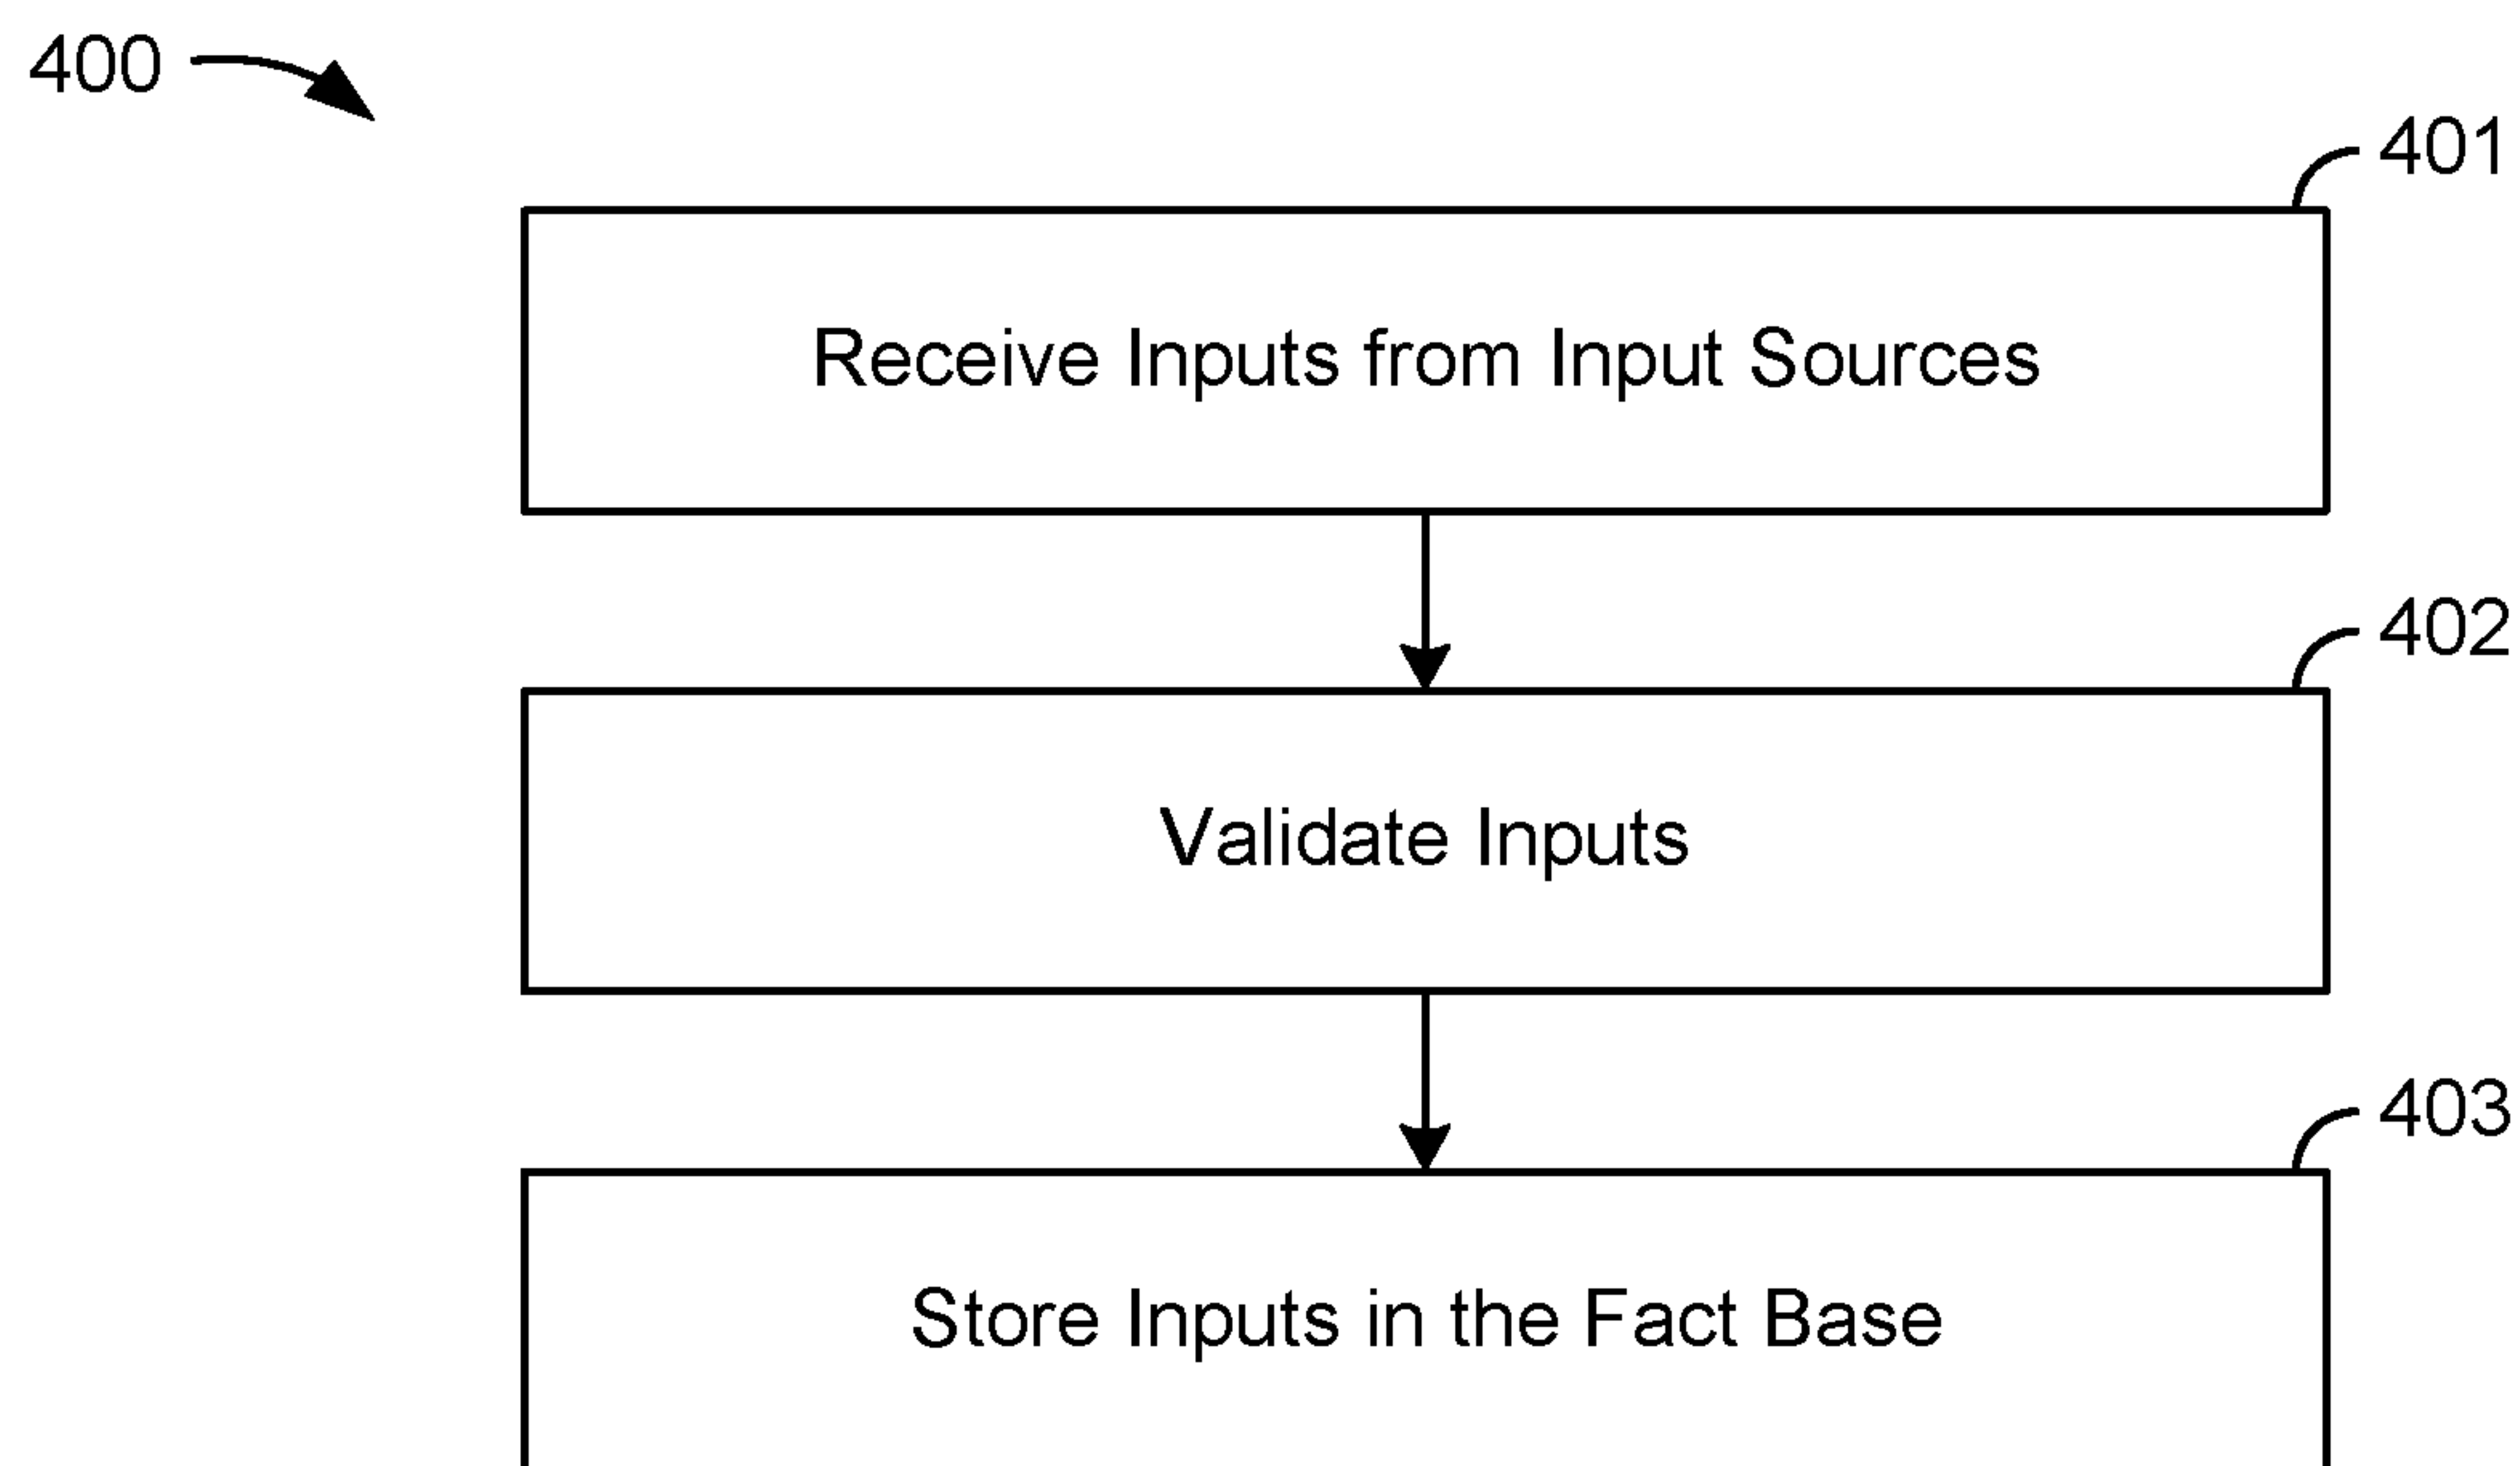 400
401
Receive Inputs from Input Sources
402
Validate Inputs
403
Store Inputs in the Fact Base